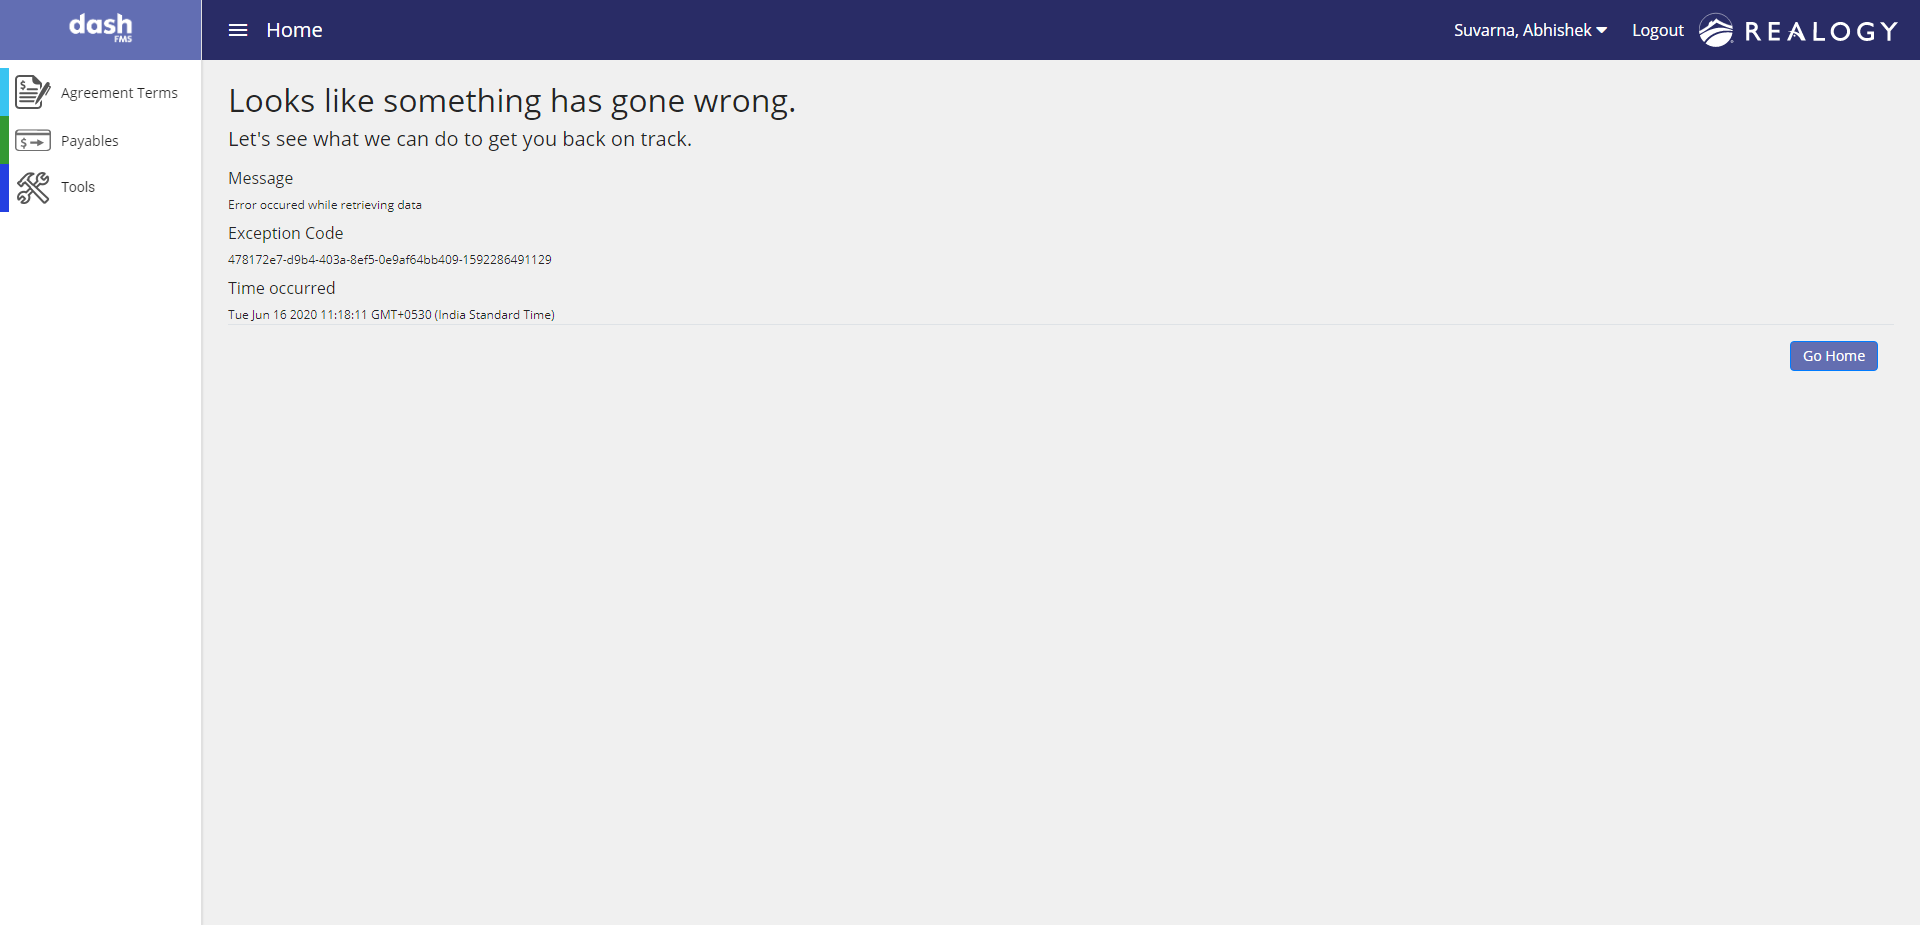 dash
FMS
Home
Suvarna, Abhishek
Logout
REALOGY
Agreement Terms
Payables
Tools
Looks like something has gone wrong.
Let's see what we can do to get you back on track.
Message
Error occured while retrieving data
Exception Code
478172e7-d9b4-403a-8ef5-0e9af64bb409-1592286491129
Time occurred
Tue Jun 16 2020 11:18:11 GMT+0530 (India Standard Time)
Go Home